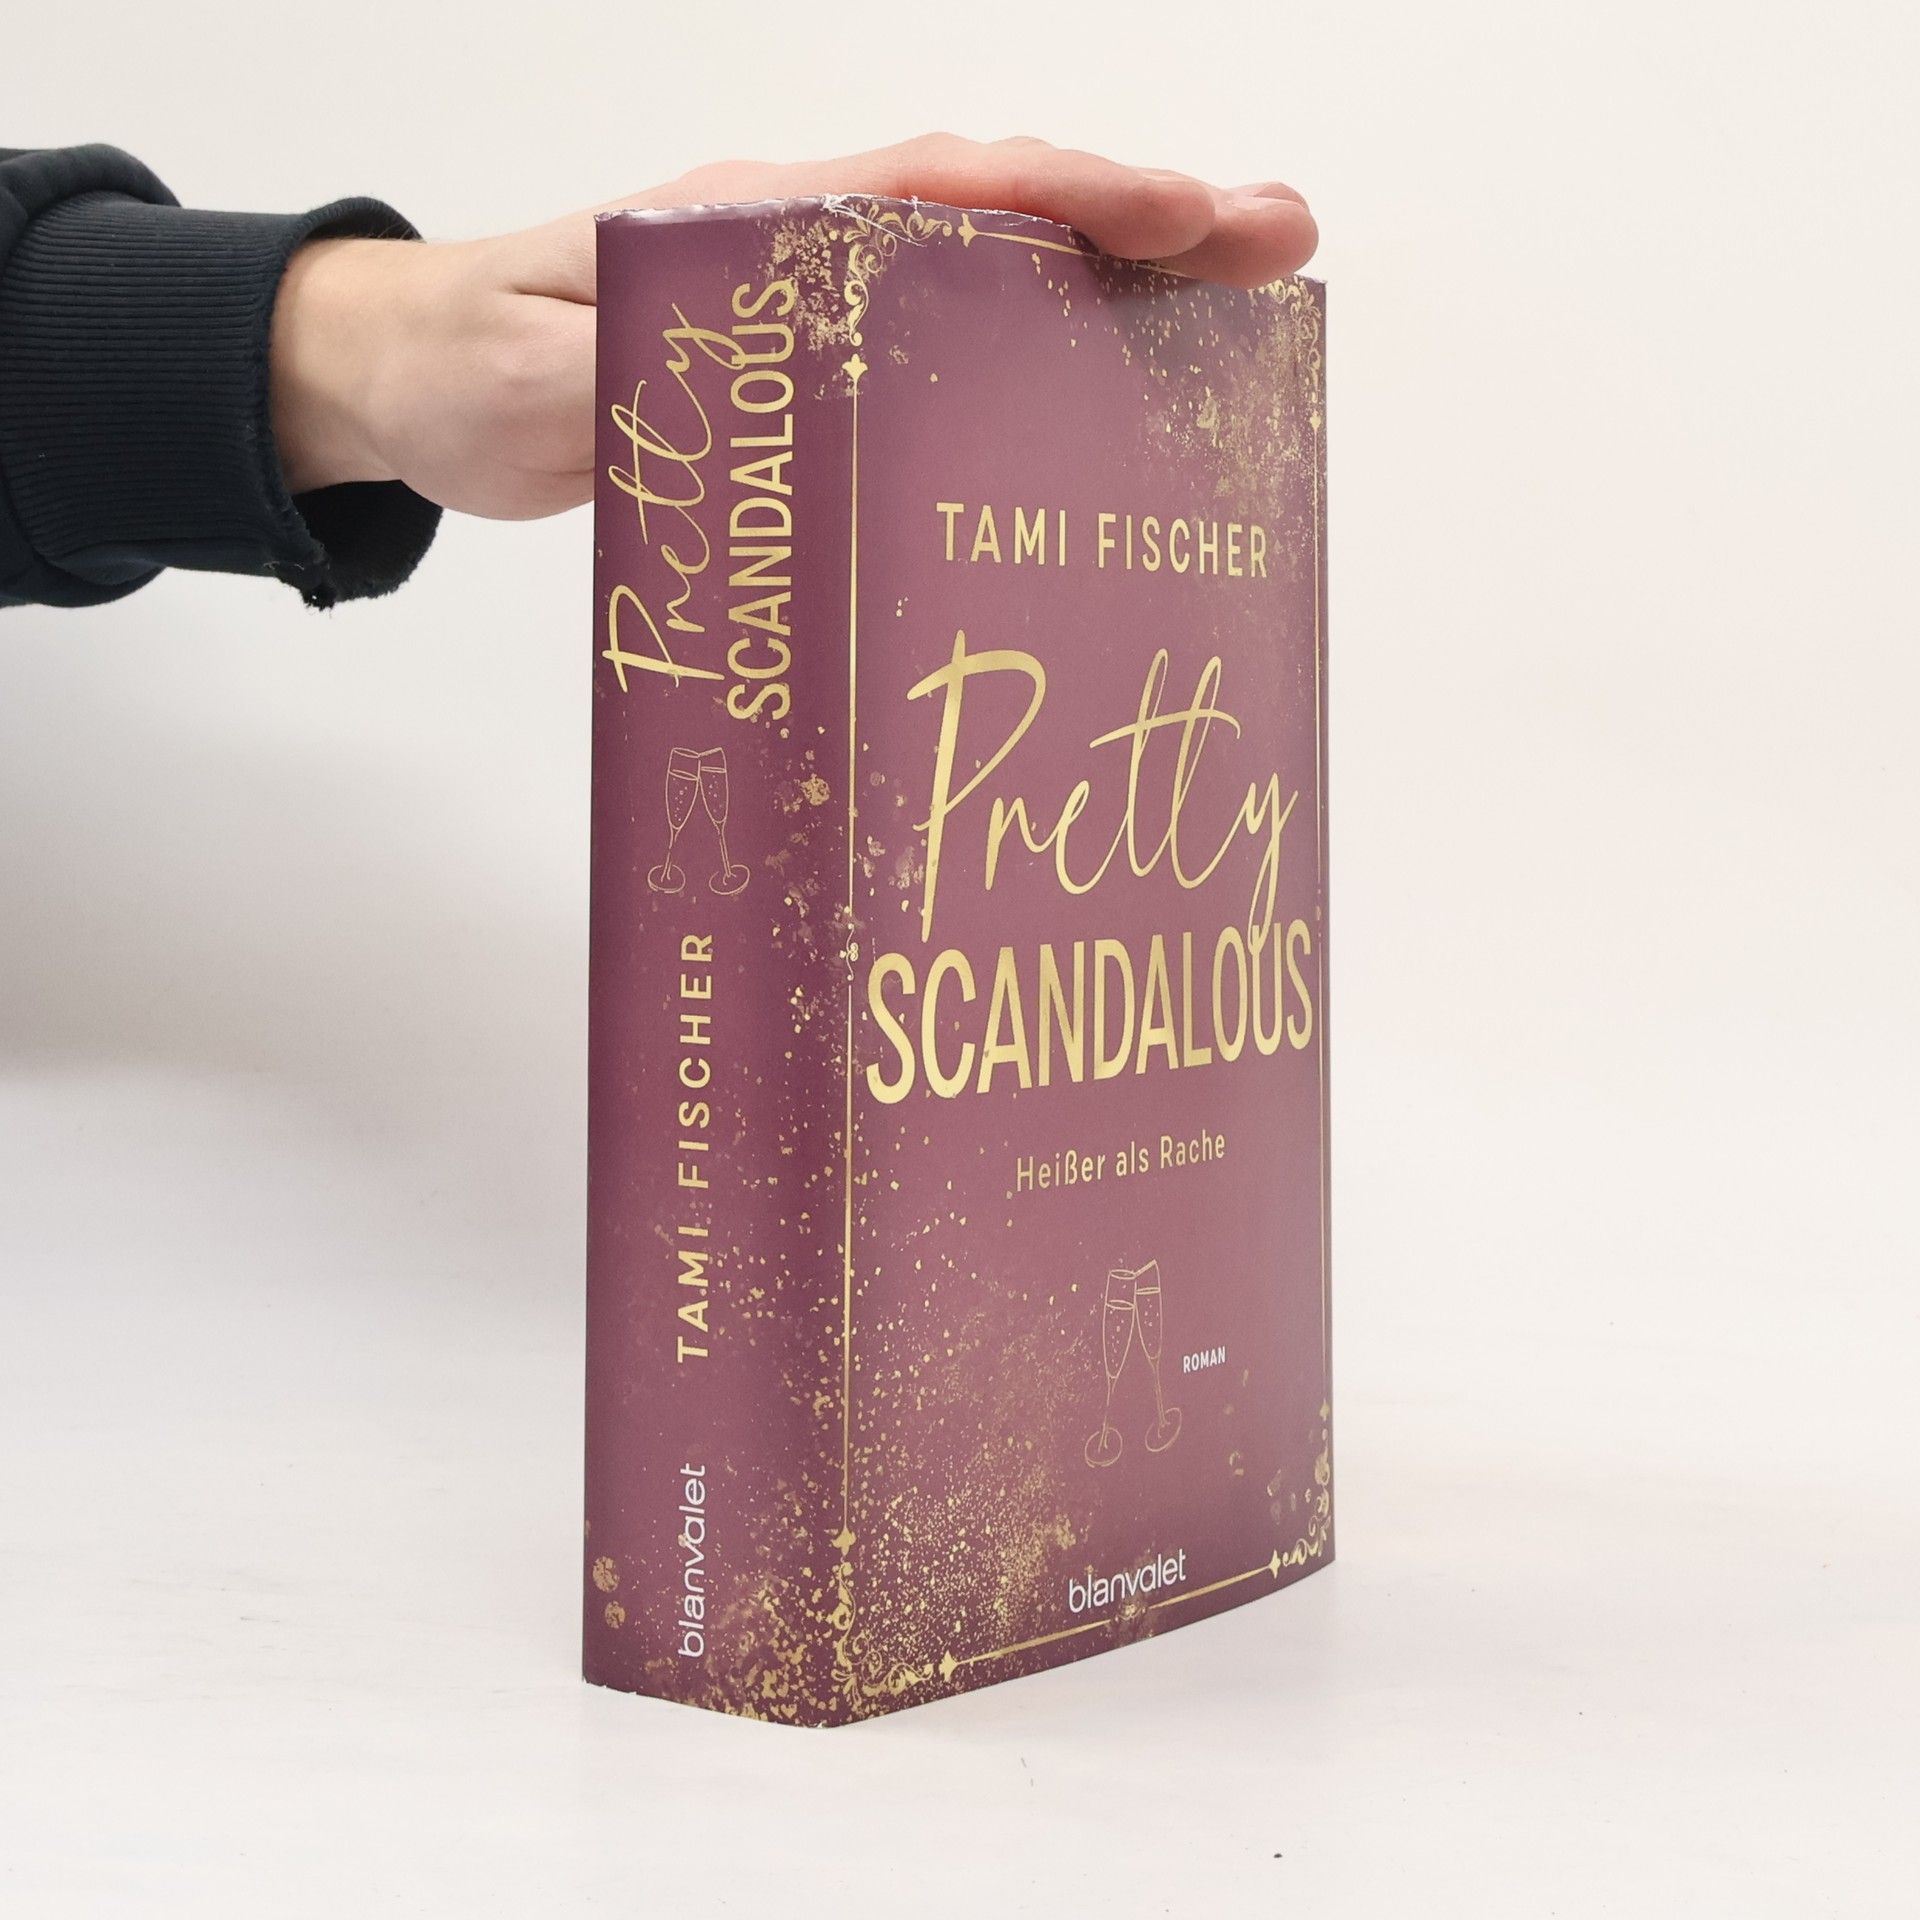 Pretty
SCANDALOUS
TAMI FISCHER
blanvalet
TAMI FISCHER
Pretty
SCANDALOUS
Heißer als Rache
ROMAN
blanvalet